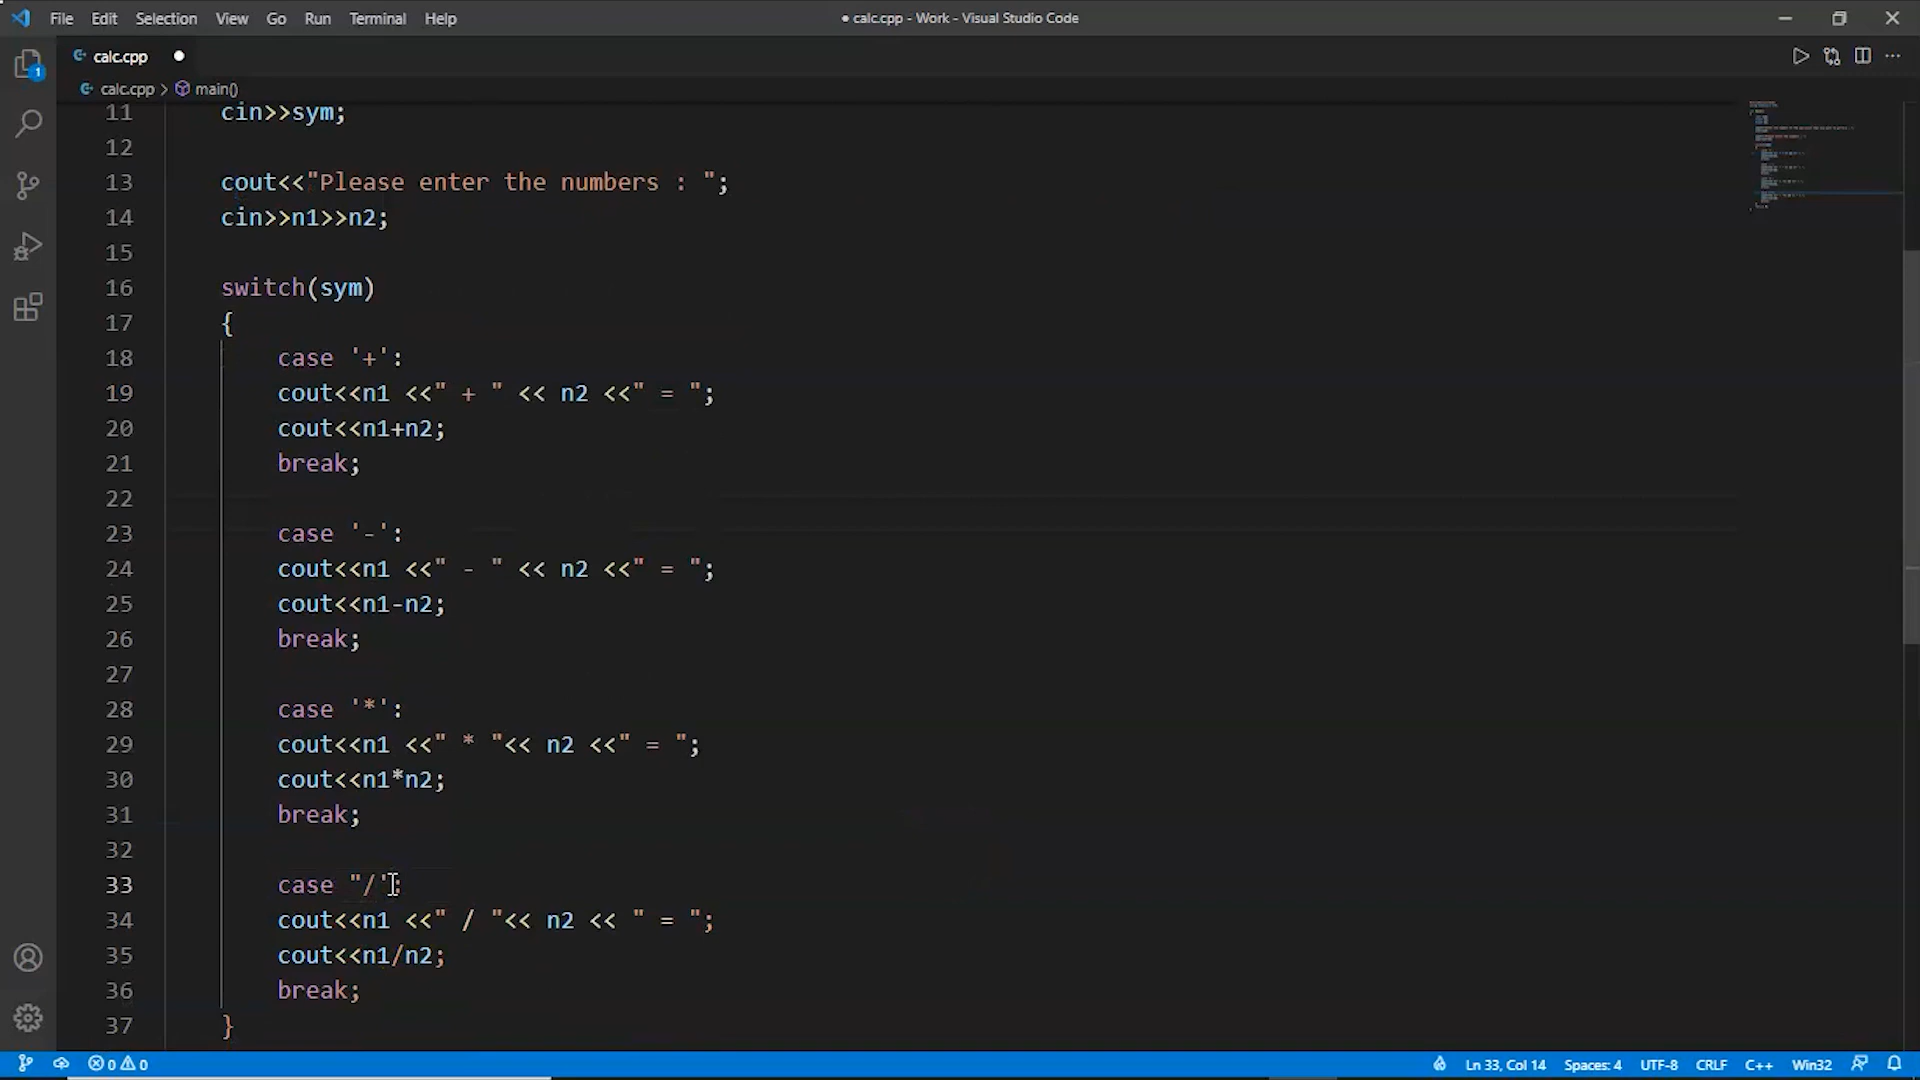 File Edit Selection View Go Run Terminal Help
● calc.cpp - Work - Visual Studio Code
calc.cpp ●
calc.cpp > main()
1
11 cin>>sym;
12
13 cout<<"Please enter the numbers : ";
14 cin>>n1>>n2;
15
16 switch(sym)
17 {
18 case '+':
19 cout<<n1 <<" + " << n2 <<" = ";
20 cout<<n1+n2;
21 break;
22
23 case '-':
24 cout<<n1 <<" - " << n2 <<" = ";
25 cout<<n1-n2;
26 break;
27
28 case '*':
29 cout<<n1 <<" * "<< n2 <<" = ";
30 cout<<n1*n2;
31 break;
32
33 case "/':
34 cout<<n1 <<" / "<< n2 << " = ";
35 cout<<n1/n2;
36 break;
37 }
0 0 Ln 33, Col 14 Spaces: 4 UTF-8 CRLF C++ Win32